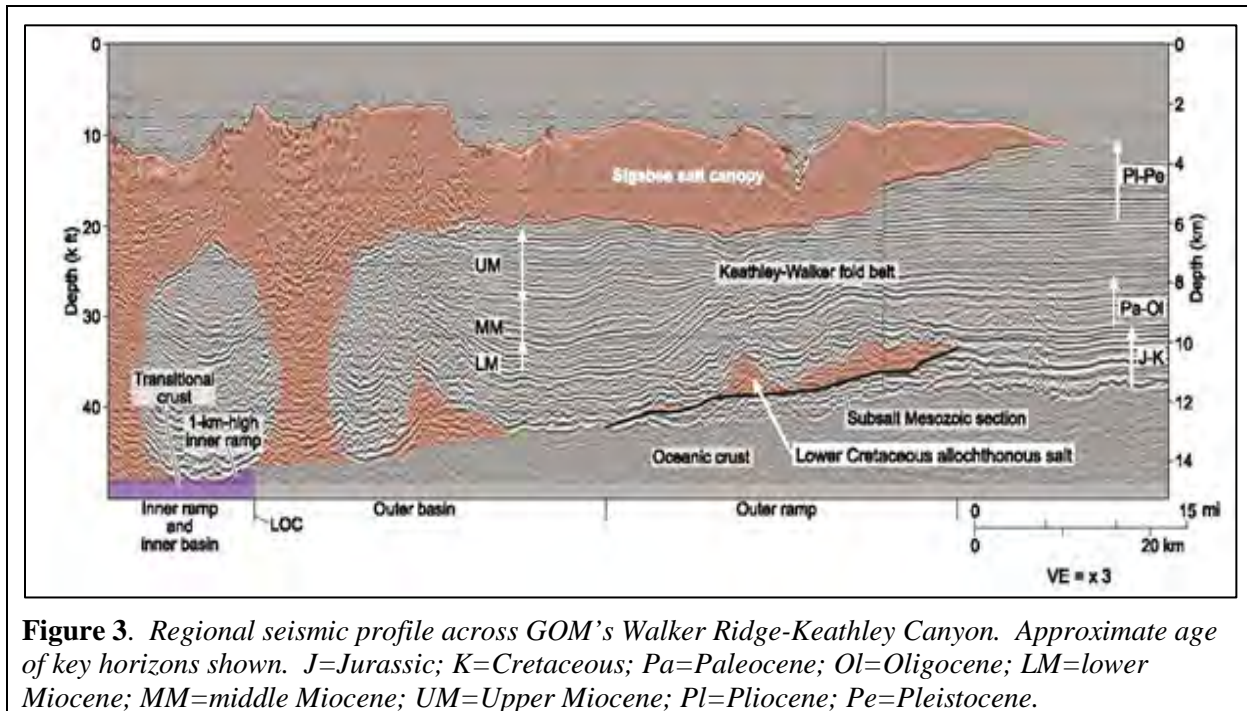 0
10
20
30
40
Depth (k ft)
0
2
4
6
8
10
12
14
Depth (km)
Sigsbee salt canopy
Pl-Pe
UM
Keathley-Walker fold belt
Pa-Ol
MM
LM
J-K
Transitional
crust
1-km-high
inner ramp
Subsalt Mesozoic section
Oceanic crust
Lower Cretaceous allochthonous salt
Inner ramp
and
inner basin
LOC
Outer basin
Outer ramp
0 15 mi
0 20 km
VE = x 3
Figure 3. Regional seismic profile across GOM's Walker Ridge-Keathley Canyon. Approximate age
of key horizons shown. J=Jurassic; K=Cretaceous; Pa=Paleocene; Ol=Oligocene; LM=lower
Miocene; MM=middle Miocene; UM=Upper Miocene; Pl=Pliocene; Pe=Pleistocene.